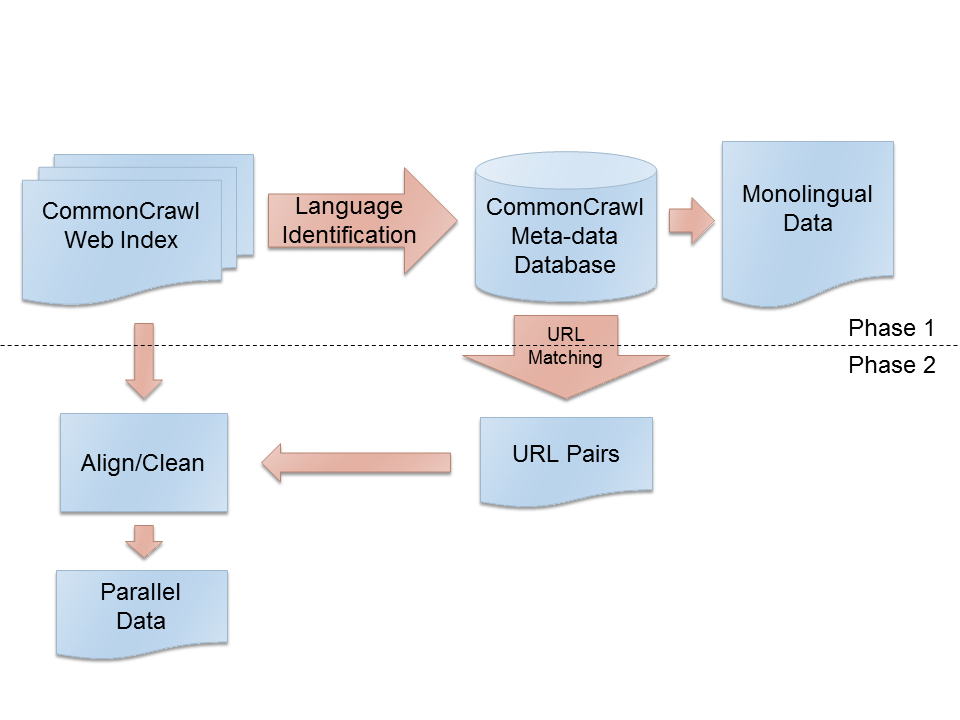 CommonCrawl
Web Index
Language
Identification
CommonCrawl
Meta-data
Database
Monolingual
Data
Phase 1
URL
Matching
Phase 2
Align/Clean
URL Pairs
Parallel
Data